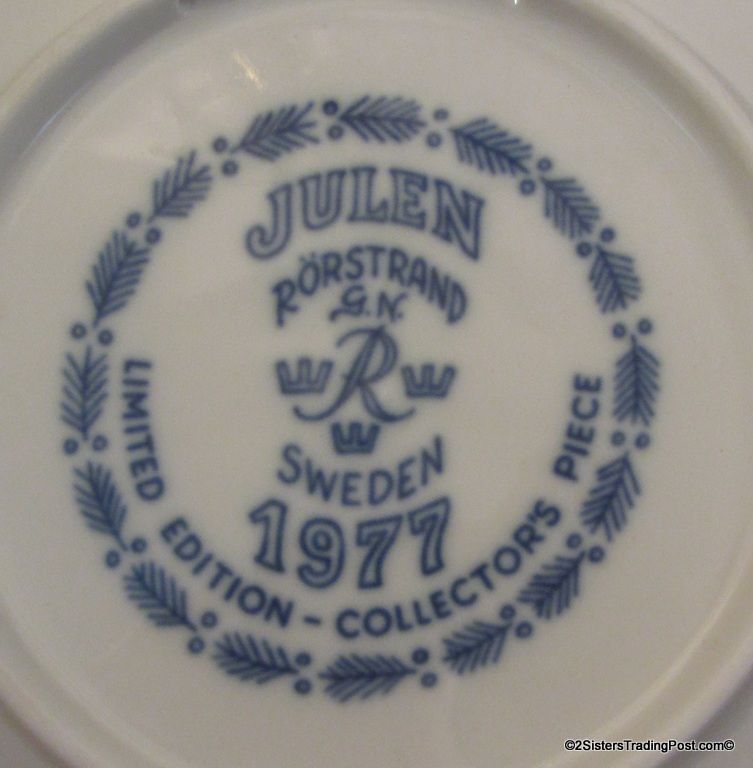 JULEN
RÖRSTRAND
G.N.
R
SWEDEN
1977
LIMITED EDITION – COLLECTOR'S PIECE
©2SistersTradingPost.com©